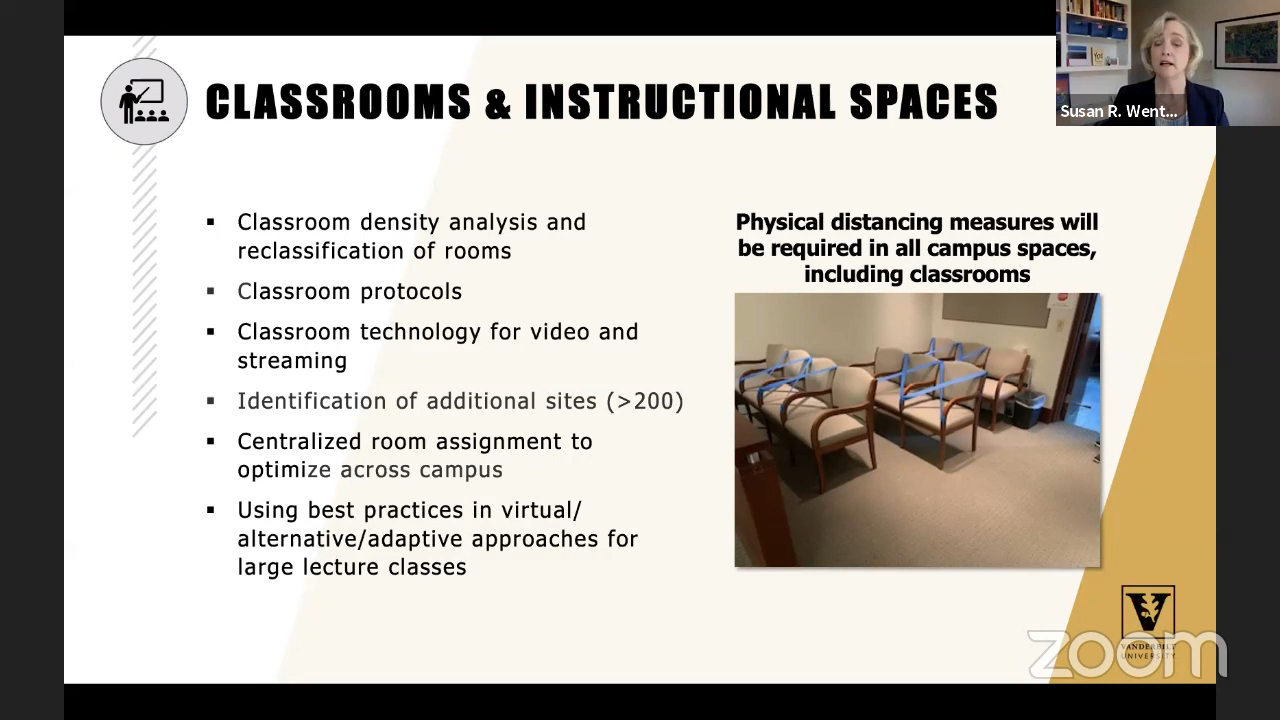 CLASSROOMS & INSTRUCTIONAL SPACES
Susan R. Went...
▪ Classroom density analysis and
reclassification of rooms
▪ Classroom protocols
▪ Classroom technology for video and
streaming
▪ Identification of additional sites (>200)
▪ Centralized room assignment to
optimize across campus
▪ Using best practices in virtual/
alternative/adaptive approaches for
large lecture classes
Physical distancing measures will
be required in all campus spaces,
including classrooms
V
VANDERBILT
UNIVERSITY
zoom